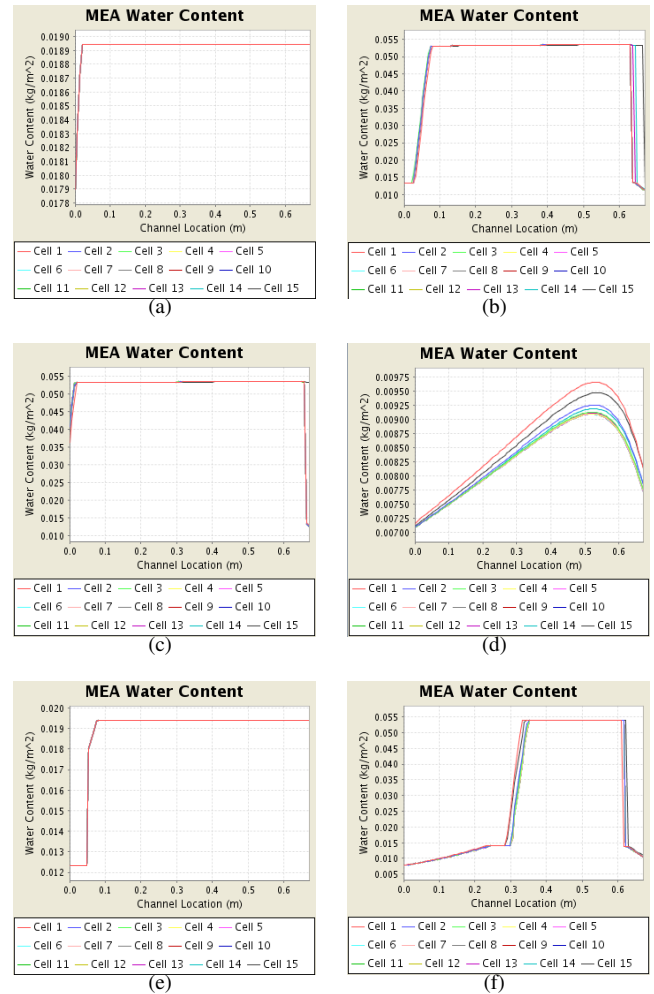 MEA Water Content
Water Content (kg/m^2)
0.0190
0.0189
0.0188
0.0187
0.0186
0.0185
0.0184
0.0183
0.0182
0.0181
0.0180
0.0179
0.0178
0.0 0.1 0.2 0.3 0.4 0.5 0.6
Channel Location (m)
Cell 1 Cell 2 Cell 3 Cell 4 Cell 5
Cell 6 Cell 7 Cell 8 Cell 9 Cell 10
Cell 11 Cell 12 Cell 13 Cell 14 Cell 15
(a)
MEA Water Content
Water Content (kg/m^2)
0.055
0.050
0.045
0.040
0.035
0.030
0.025
0.020
0.015
0.010
0.0 0.1 0.2 0.3 0.4 0.5 0.6
Channel Location (m)
Cell 1 Cell 2 Cell 3 Cell 4 Cell 5
Cell 6 Cell 7 Cell 8 Cell 9 Cell 10
Cell 11 Cell 12 Cell 13 Cell 14 Cell 15
(b)
MEA Water Content
Water Content (kg/m^2)
0.055
0.050
0.045
0.040
0.035
0.030
0.025
0.020
0.015
0.010
0.0 0.1 0.2 0.3 0.4 0.5 0.6
Channel Location (m)
Cell 1 Cell 2 Cell 3 Cell 4 Cell 5
Cell 6 Cell 7 Cell 8 Cell 9 Cell 10
Cell 11 Cell 12 Cell 13 Cell 14 Cell 15
(c)
MEA Water Content
Water Content (kg/m^2)
0.00975
0.00950
0.00925
0.00900
0.00875
0.00850
0.00825
0.00800
0.00775
0.00750
0.00725
0.00700
0.0 0.1 0.2 0.3 0.4 0.5 0.6
Channel Location (m)
Cell 1 Cell 2 Cell 3 Cell 4 Cell 5
Cell 6 Cell 7 Cell 8 Cell 9 Cell 10
Cell 11 Cell 12 Cell 13 Cell 14 Cell 15
(d)
MEA Water Content
Water Content (kg/m^2)
0.020
0.019
0.018
0.017
0.016
0.015
0.014
0.013
0.012
0.0 0.1 0.2 0.3 0.4 0.5 0.6
Channel Location (m)
Cell 1 Cell 2 Cell 3 Cell 4 Cell 5
Cell 6 Cell 7 Cell 8 Cell 9 Cell 10
Cell 11 Cell 12 Cell 13 Cell 14 Cell 15
(e)
MEA Water Content
Water Content (kg/m^2)
0.055
0.050
0.045
0.040
0.035
0.030
0.025
0.020
0.015
0.010
0.005
0.0 0.1 0.2 0.3 0.4 0.5 0.6
Channel Location (m)
Cell 1 Cell 2 Cell 3 Cell 4 Cell 5
Cell 6 Cell 7 Cell 8 Cell 9 Cell 10
Cell 11 Cell 12 Cell 13 Cell 14 Cell 15
(f)